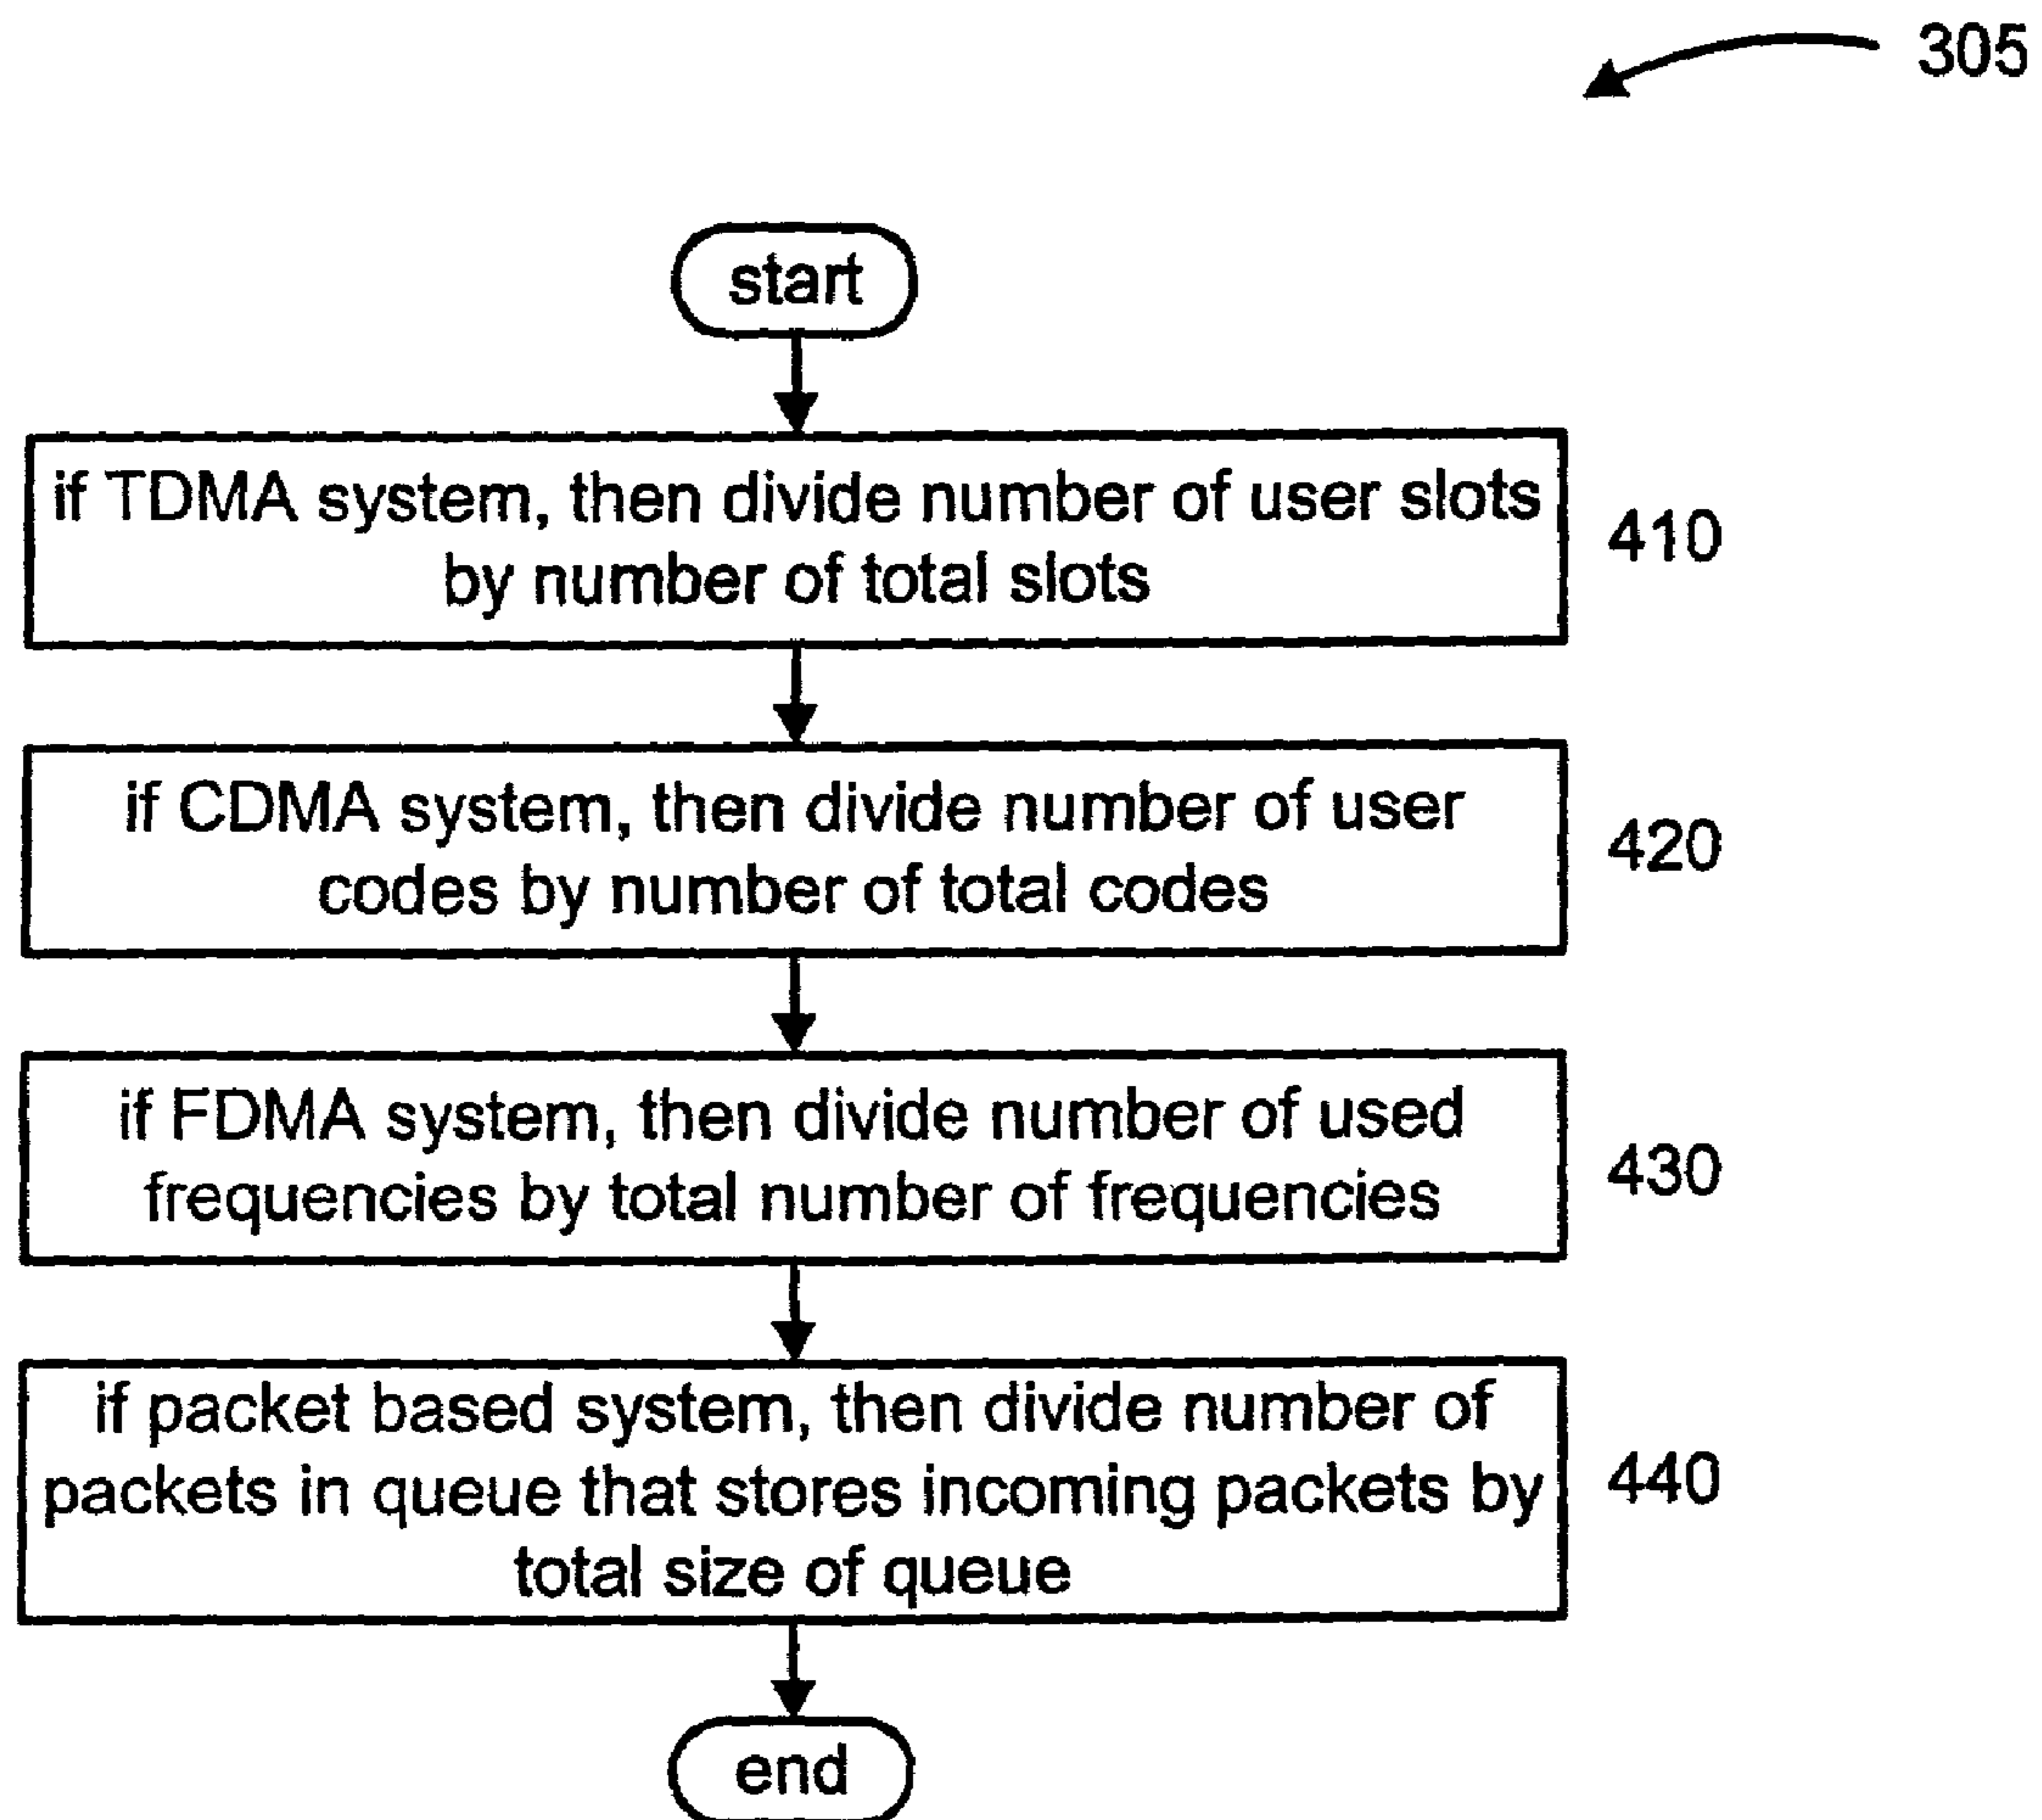 305
start
if TDMA system, then divide number of user slots
by number of total slots
410
if CDMA system, then divide number of user
codes by number of total codes
420
if FDMA system, then divide number of used
frequencies by total number of frequencies
430
if packet based system, then divide number of
packets in queue that stores incoming packets by
total size of queue
440
end